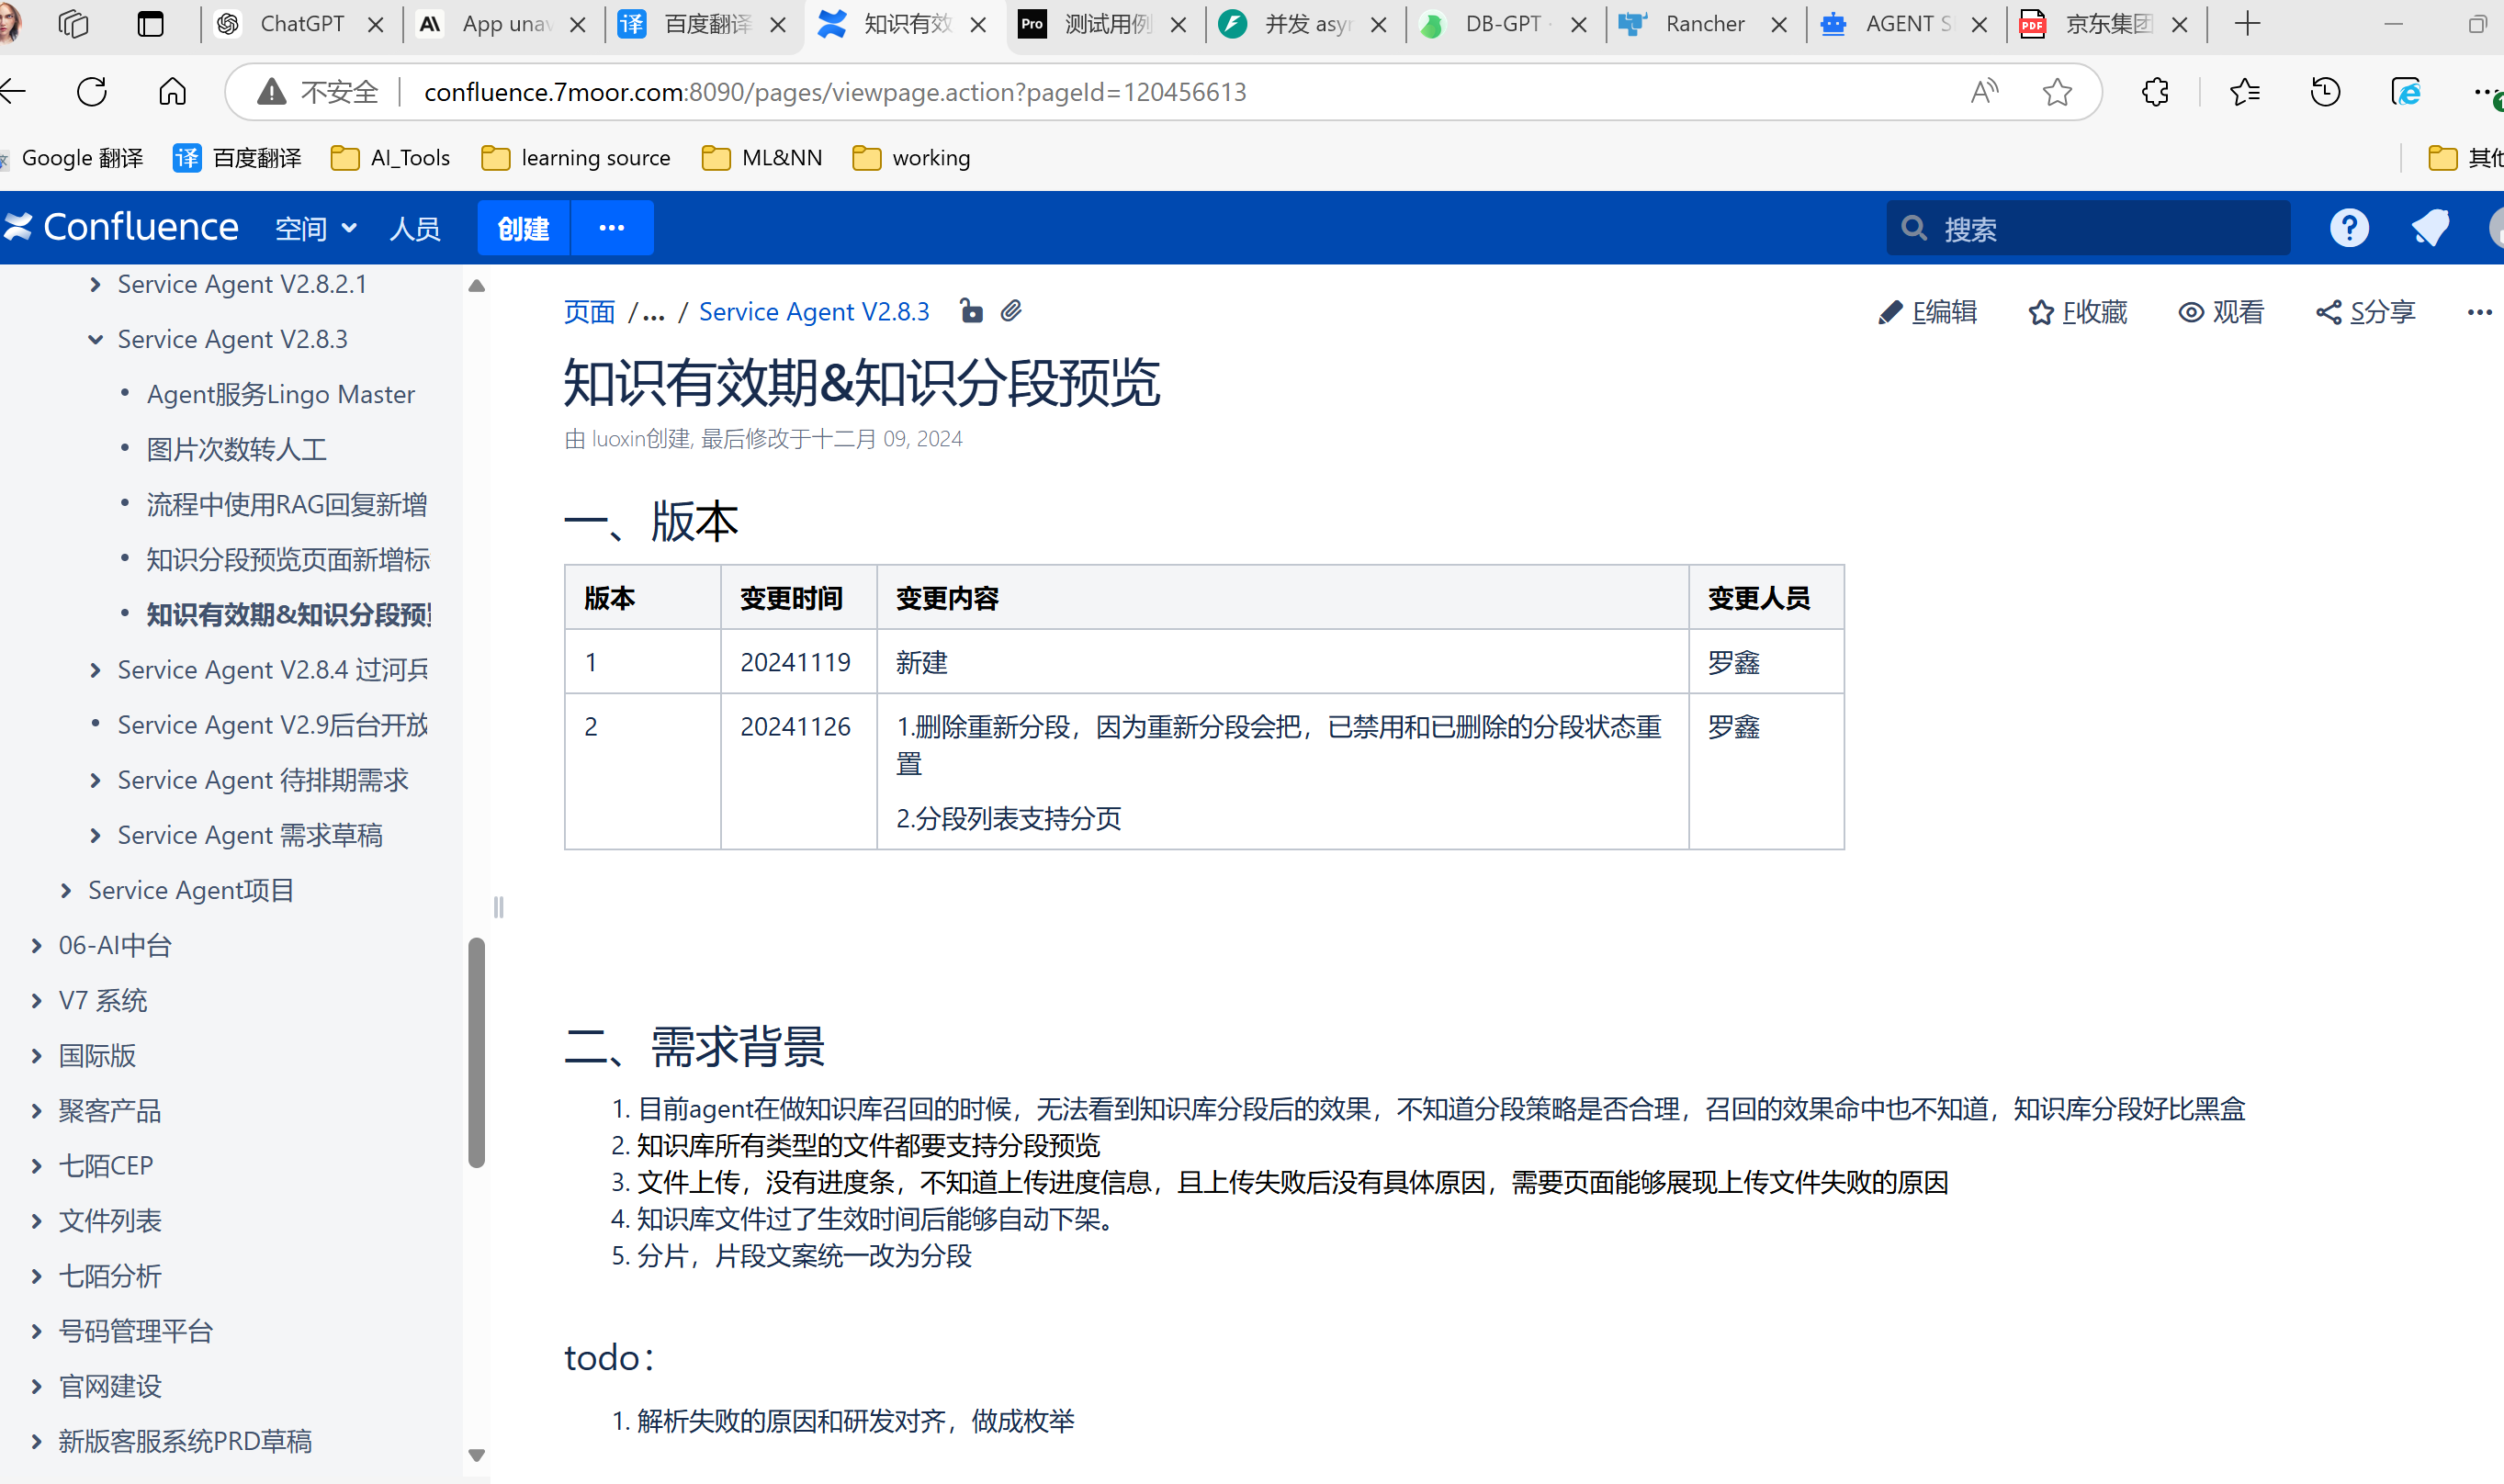 ChatGPT
App unav
百度翻译
知识有效
测试用例
并发 asyn
DB-GPT
Rancher
AGENT S
京东集团
不安全
confluence.7moor.com:8090/pages/viewpage.action?pageId=120456613
Google 翻译
百度翻译
AI_Tools
learning source
ML&NN
working
其他
Confluence
空间
人员
创建
搜索
Service Agent V2.8.2.1
Service Agent V2.8.3
Agent服务Lingo Master
图片次数转人工
流程中使用RAG回复新增
知识分段预览页面新增标
知识有效期&知识分段预览
Service Agent V2.8.4 过河兵
Service Agent V2.9后台开放
Service Agent 待排期需求
Service Agent 需求草稿
Service Agent项目
06-AI中台
V7 系统
国际版
聚客产品
七陌CEP
文件列表
七陌分析
号码管理平台
官网建设
新版客服系统PRD草稿
页面 /... / Service Agent V2.8.3
E编辑
F收藏
观看
S分享
知识有效期&知识分段预览
由 luoxin创建, 最后修改于十二月 09, 2024
一、版本
版本 变更时间 变更内容 变更人员
1 20241119 新建 罗鑫
2 20241126 1.删除重新分段，因为重新分段会把，已禁用和已删除的分段状态重 罗鑫
置
2.分段列表支持分页
二、需求背景
1. 目前agent在做知识库召回的时候，无法看到知识库分段后的效果，不知道分段策略是否合理，召回的效果命中也不知道，知识库分段好比黑盒
2. 知识库所有类型的文件都要支持分段预览
3. 文件上传，没有进度条，不知道上传进度信息，且上传失败后没有具体原因，需要页面能够展现上传文件失败的原因
4. 知识库文件过了生效时间后能够自动下架。
5. 分片，片段文案统一改为分段
todo：
1. 解析失败的原因和研发对齐，做成枚举